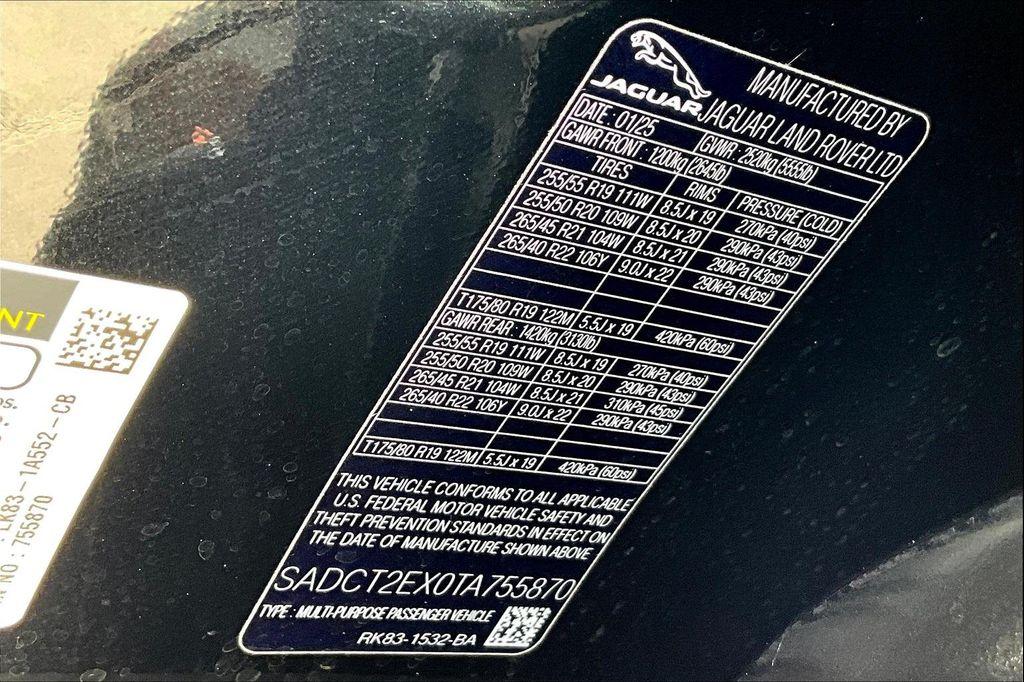 JAGUAR
MANUFACTURED BY
JAGUAR LAND ROVER LTD
DATE : 01/25 GVWR : 2520kg (5555lb)
GAWR FRONT : 1200kg (2645lb)
TIRES RIMS PRESSURE (COLD)
255/55 R19 111W 8.5J x 19 270kPa (40psi)
255/50 R20 109W 8.5J x 20 290kPa (43psi)
265/45 R21 104W 8.5J x 21 290kPa (43psi)
265/40 R22 106Y 9.0J x 22 290kPa (43psi)
T175/80 R19 122M 5.5J x 19 420kPa (60psi)
GAWR REAR : 1420kg (3130lb)
255/55 R19 111W 8.5J x 19 270kPa (40psi)
255/50 R20 109W 8.5J x 20 290kPa (43psi)
265/45 R21 104W 8.5J x 21 310kPa (45psi)
265/40 R22 106Y 9.0J x 22 290kPa (43psi)
T175/80 R19 122M 5.5J x 19 420kPa (60psi)
THIS VEHICLE CONFORMS TO ALL APPLICABLE
U.S. FEDERAL MOTOR VEHICLE SAFETY AND
THEFT PREVENTION STANDARDS IN EFFECT ON
THE DATE OF MANUFACTURE SHOWN ABOVE
SADCT2EX0TA755870
TYPE : MULTI-PURPOSE PASSENGER VEHICLE
RK83-1532-BA
NT
LK83-1A552-CB
N NO : 755870